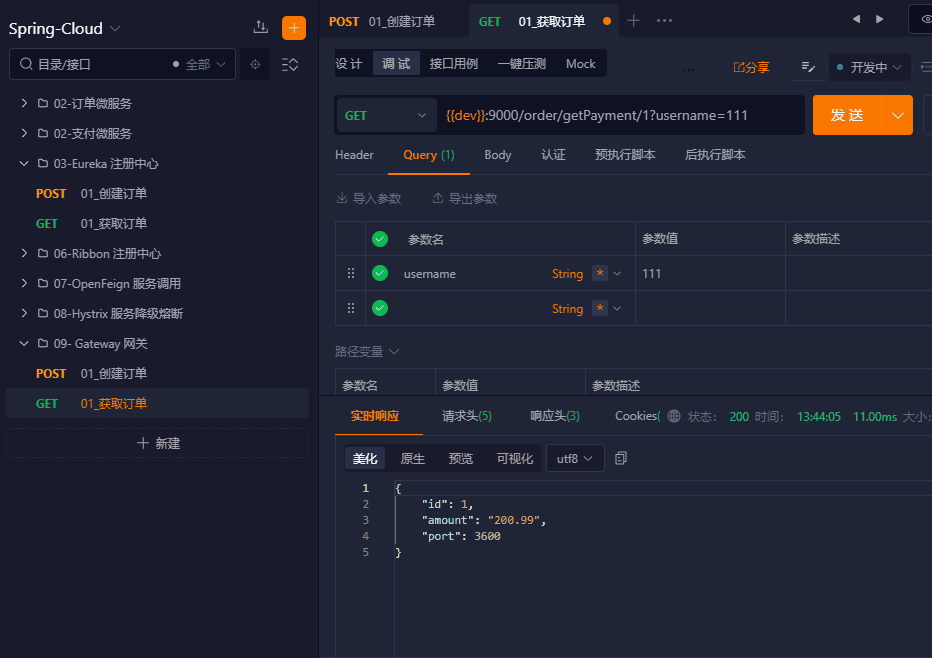 Spring-Cloud
目录/接口
全部
02-订单微服务
02-支付微服务
03-Eureka 注册中心
POST 01_创建订单
GET 01_获取订单
06-Ribbon 注册中心
07-OpenFeign 服务调用
08-Hystrix 服务降级熔断
09- Gateway 网关
POST 01_创建订单
GET 01_获取订单
新建
POST 01_创建订单
GET 01_获取订单
设计 调试 接口用例 一键压测 Mock
... 分享 开发中
GET {{dev}}:9000/order/getPayment/1?username=111 发送
Header Query (1) Body 认证 预执行脚本 后执行脚本
导入参数 导出参数
参数名 参数值 参数描述
username String * 111
String *
路径变量
参数名 参数值 参数描述
实时响应 请求头(5) 响应头(3) Cookies( 状态: 200 时间: 13:44:05 11.00ms 大小:
美化 原生 预览 可视化 utf8
1 {
2 "id": 1,
3 "amount": "200.99",
4 "port": 3600
5 }